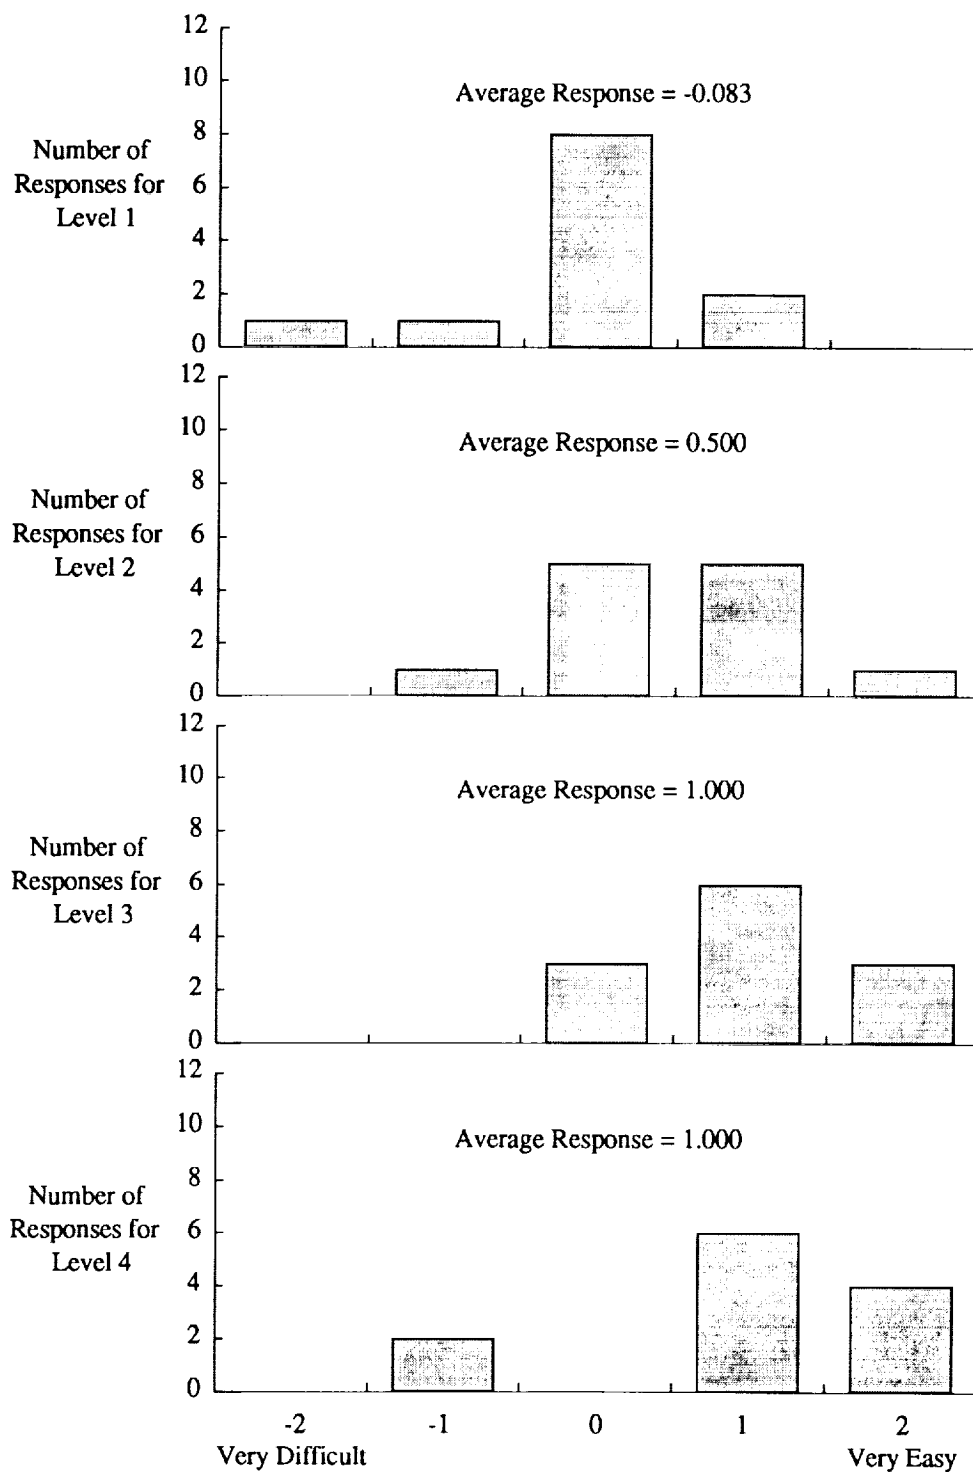 12
10
Average Response = -0.083
8
Number of
Responses for
Level 1
6
4
2
0
12
10
Average Response = 0.500
8
Number of
Responses for
Level 2
6
4
2
0
12
10
Average Response = 1.000
8
Number of
Responses for
Level 3
6
4
2
0
12
10
Average Response = 1.000
8
Number of
Responses for
Level 4
6
4
2
0
-2 -1 0 1 2
Very Difficult Very Easy